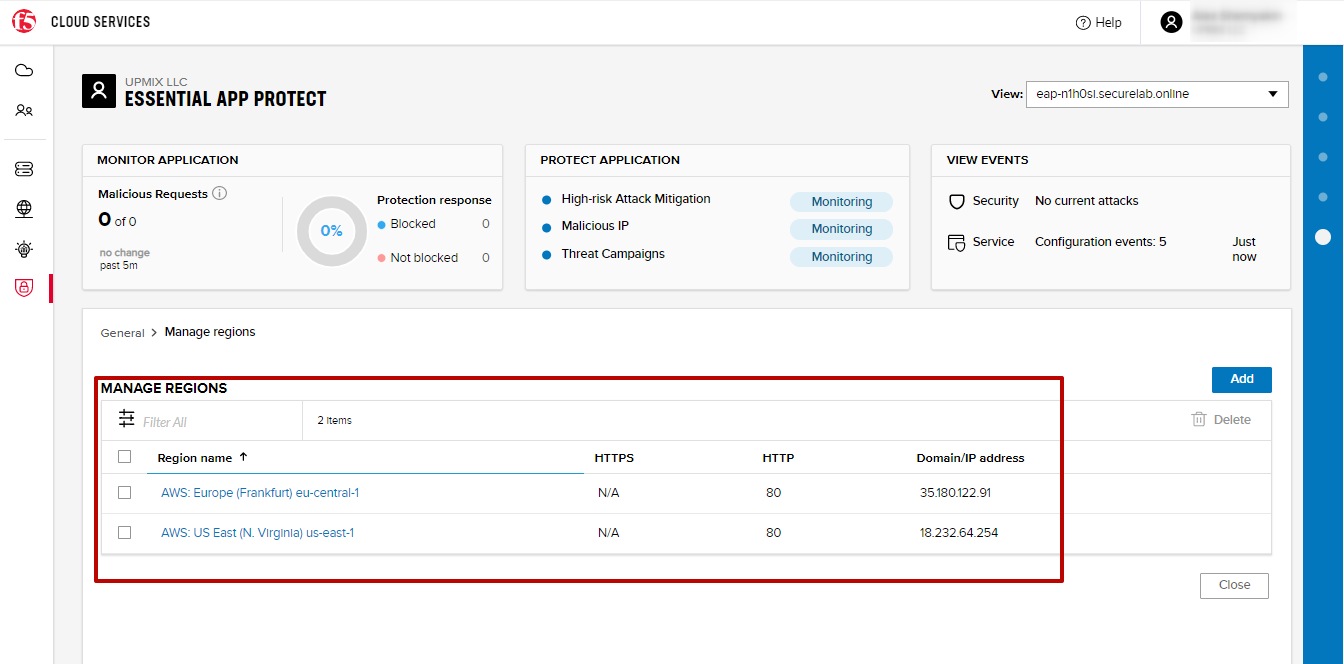 f5 CLOUD SERVICES
Help
UPMIX LLC
ESSENTIAL APP PROTECT
View: eap-n1h0sl.securelab.online
MONITOR APPLICATION
Malicious Requests
0 of 0
no change
past 5m
0%
Protection response
Blocked 0
Not blocked 0
PROTECT APPLICATION
High-risk Attack Mitigation Monitoring
Malicious IP Monitoring
Threat Campaigns Monitoring
VIEW EVENTS
Security No current attacks
Service Configuration events: 5 Just now
General > Manage regions
MANAGE REGIONS
Add
Filter All 2 Items Delete
Region name ↑ HTTPS HTTP Domain/IP address
AWS: Europe (Frankfurt) eu-central-1 N/A 80 35.180.122.91
AWS: US East (N. Virginia) us-east-1 N/A 80 18.232.64.254
Close